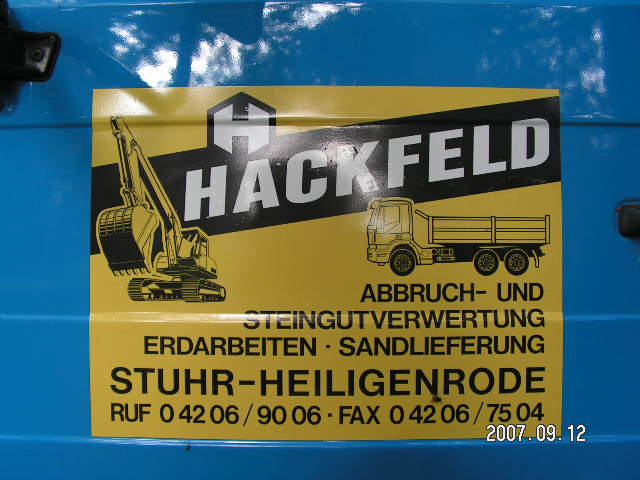 H
HACKFELD
ABBRUCH- UND
STEINGUTVERWERTUNG
ERDARBEITEN · SANDLIEFERUNG
STUHR-HEILIGENRODE
RUF 0 42 06/90 06 · FAX 0 42 06/75 04
2007.09.12